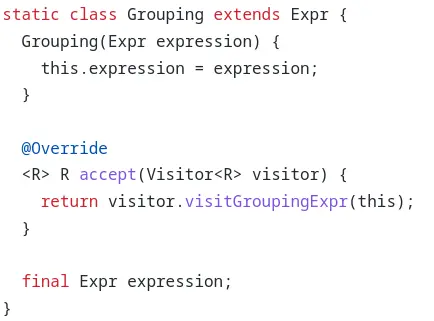 static class Grouping extends Expr {
  Grouping(Expr expression) {
    this.expression = expression;
  }

  @Override
  <R> R accept(Visitor<R> visitor) {
    return visitor.visitGroupingExpr(this);
  }

  final Expr expression;
}